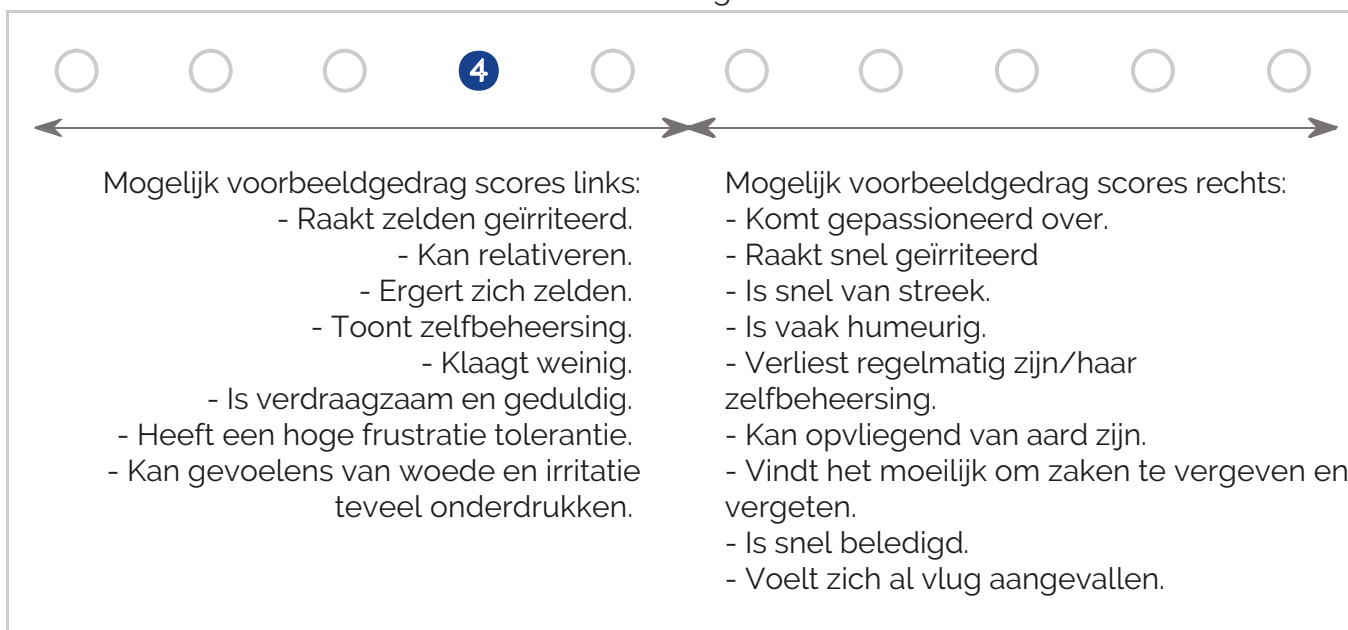 4
Mogelijk voorbeeldgedrag scores links:
- Raakt zelden geïrriteerd.
- Kan relativeren.
- Ergert zich zelden.
- Toont zelfbeheersing.
- Klaagt weinig.
- Is verdraagzaam en geduldig.
- Heeft een hoge frustratie tolerantie.
- Kan gevoelens van woede en irritatie
teveel onderdrukken.
Mogelijk voorbeeldgedrag scores rechts:
- Komt gepassioneerd over.
- Raakt snel geïrriteerd
- Is snel van streek.
- Is vaak humeurig.
- Verliest regelmatig zijn/haar
zelfbeheersing.
- Kan opvliegend van aard zijn.
- Vindt het moeilijk om zaken te vergeven en
vergeten.
- Is snel beledigd.
- Voelt zich al vlug aangevallen.